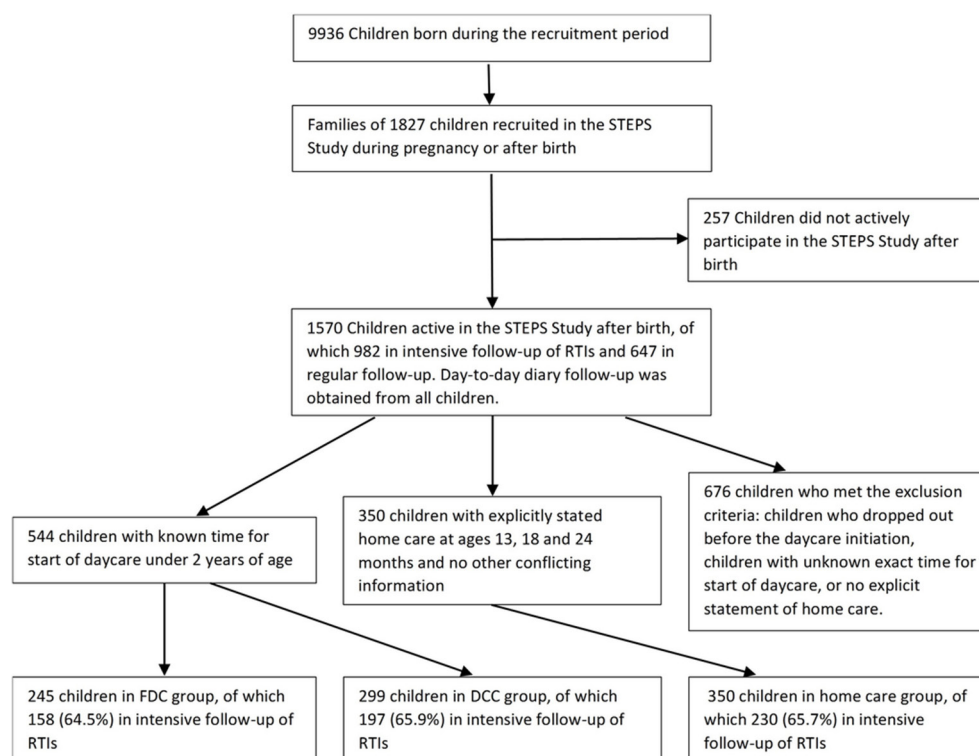 9936 Children born during the recruitment period
Families of 1827 children recruited in the STEPS
Study during pregnancy or after birth
257 Children did not actively
participate in the STEPS Study after
birth
1570 Children active in the STEPS Study after birth, of
which 982 in intensive follow-up of RTIs and 647 in
regular follow-up. Day-to-day diary follow-up was
obtained from all children.
544 children with known time for
start of daycare under 2 years of age
350 children with explicitly stated
home care at ages 13, 18 and 24
months and no other conflicting
information
676 children who met the exclusion
criteria: children who dropped out
before the daycare initiation,
children with unknown exact time for
start of daycare, or no explicit
statement of home care.
245 children in FDC group, of which
158 (64.5%) in intensive follow-up of
RTIs
299 children in DCC group, of which
197 (65.9%) in intensive follow-up of
RTIs
350 children in home care group, of
which 230 (65.7%) in intensive
follow-up of RTIs